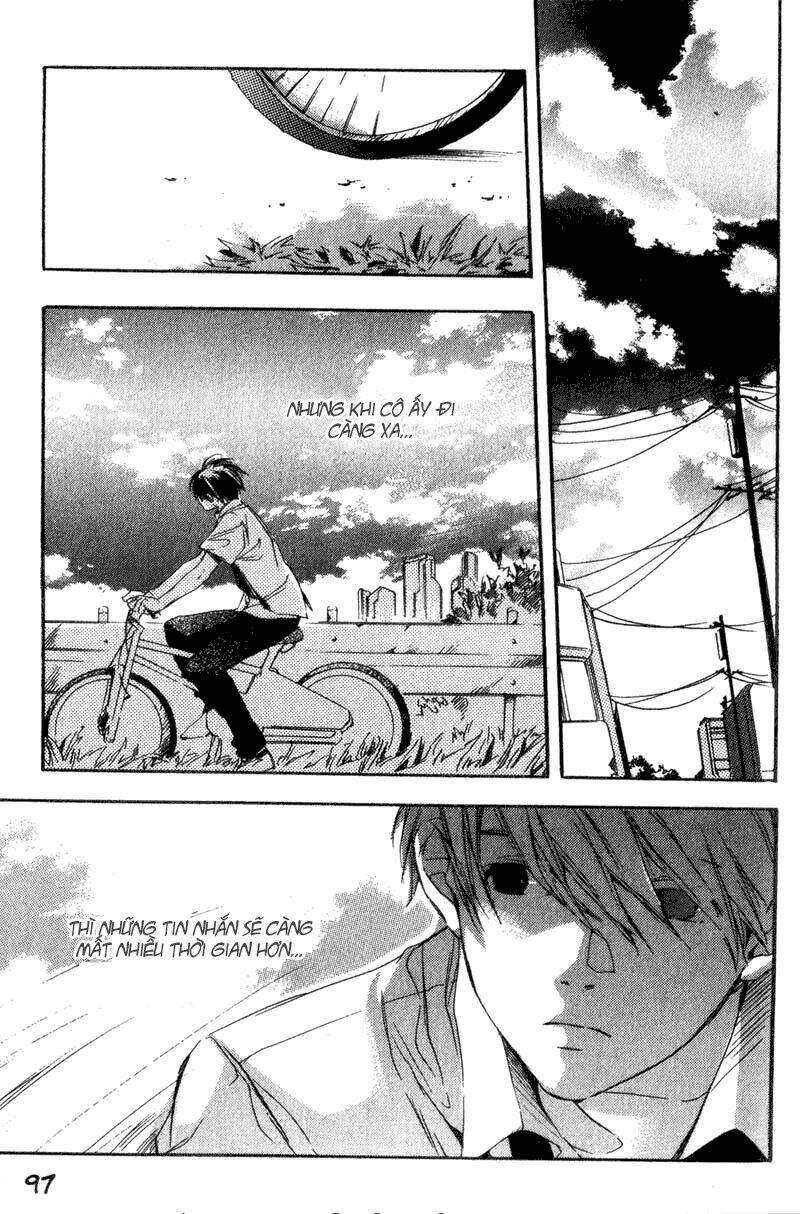 NHƯNG KHI CÔ ẤY ĐI
CÀNG XA...
THÌ NHỮNG TIN NHẮN SẼ CÀNG
MẤT NHIỀU THỜI GIAN HƠN...
97